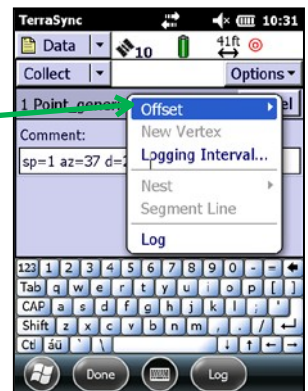 TerraSync 10:31
Data 10 41ft
Collect Options
1 Point_gene el
Comment:
sp=1 az=37 d=2
Offset
New Vertex
Logging Interval...
Nest
Segment Line
Log
123 1 2 3 4 5 6 7 8 9 0 - =
Tab q w e r t y u i o p [ ]
CAP a s d f g h j k l ; '
Shift z x c v b n m , . /
Ctl áü ` \
Done Log